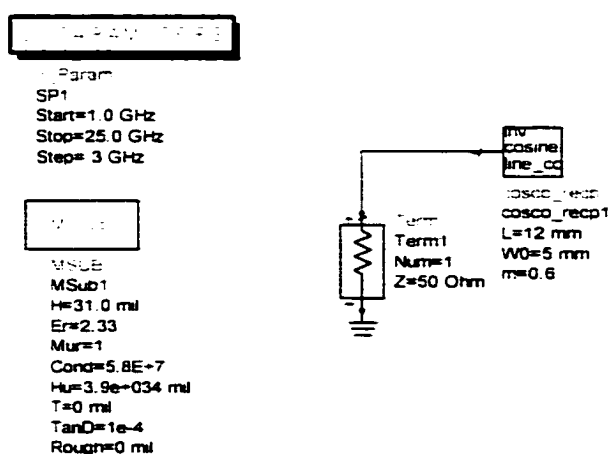 SP1
Start=1.0 GHz
Stop=25.0 GHz
Step= 3 GHz
MSUB
MSub1
H=31.0 mil
Er=2.33
Mur=1
Cond=5.8E+7
Hu=3.9e+034 mil
T=0 mil
TanD=1e-4
Rough=0 mil
Term
Term1
Num=1
Z=50 Ohm
inv
cosine
line_co
cosco_recp
cosco_recp1
L=12 mm
W0=5 mm
m=0.6